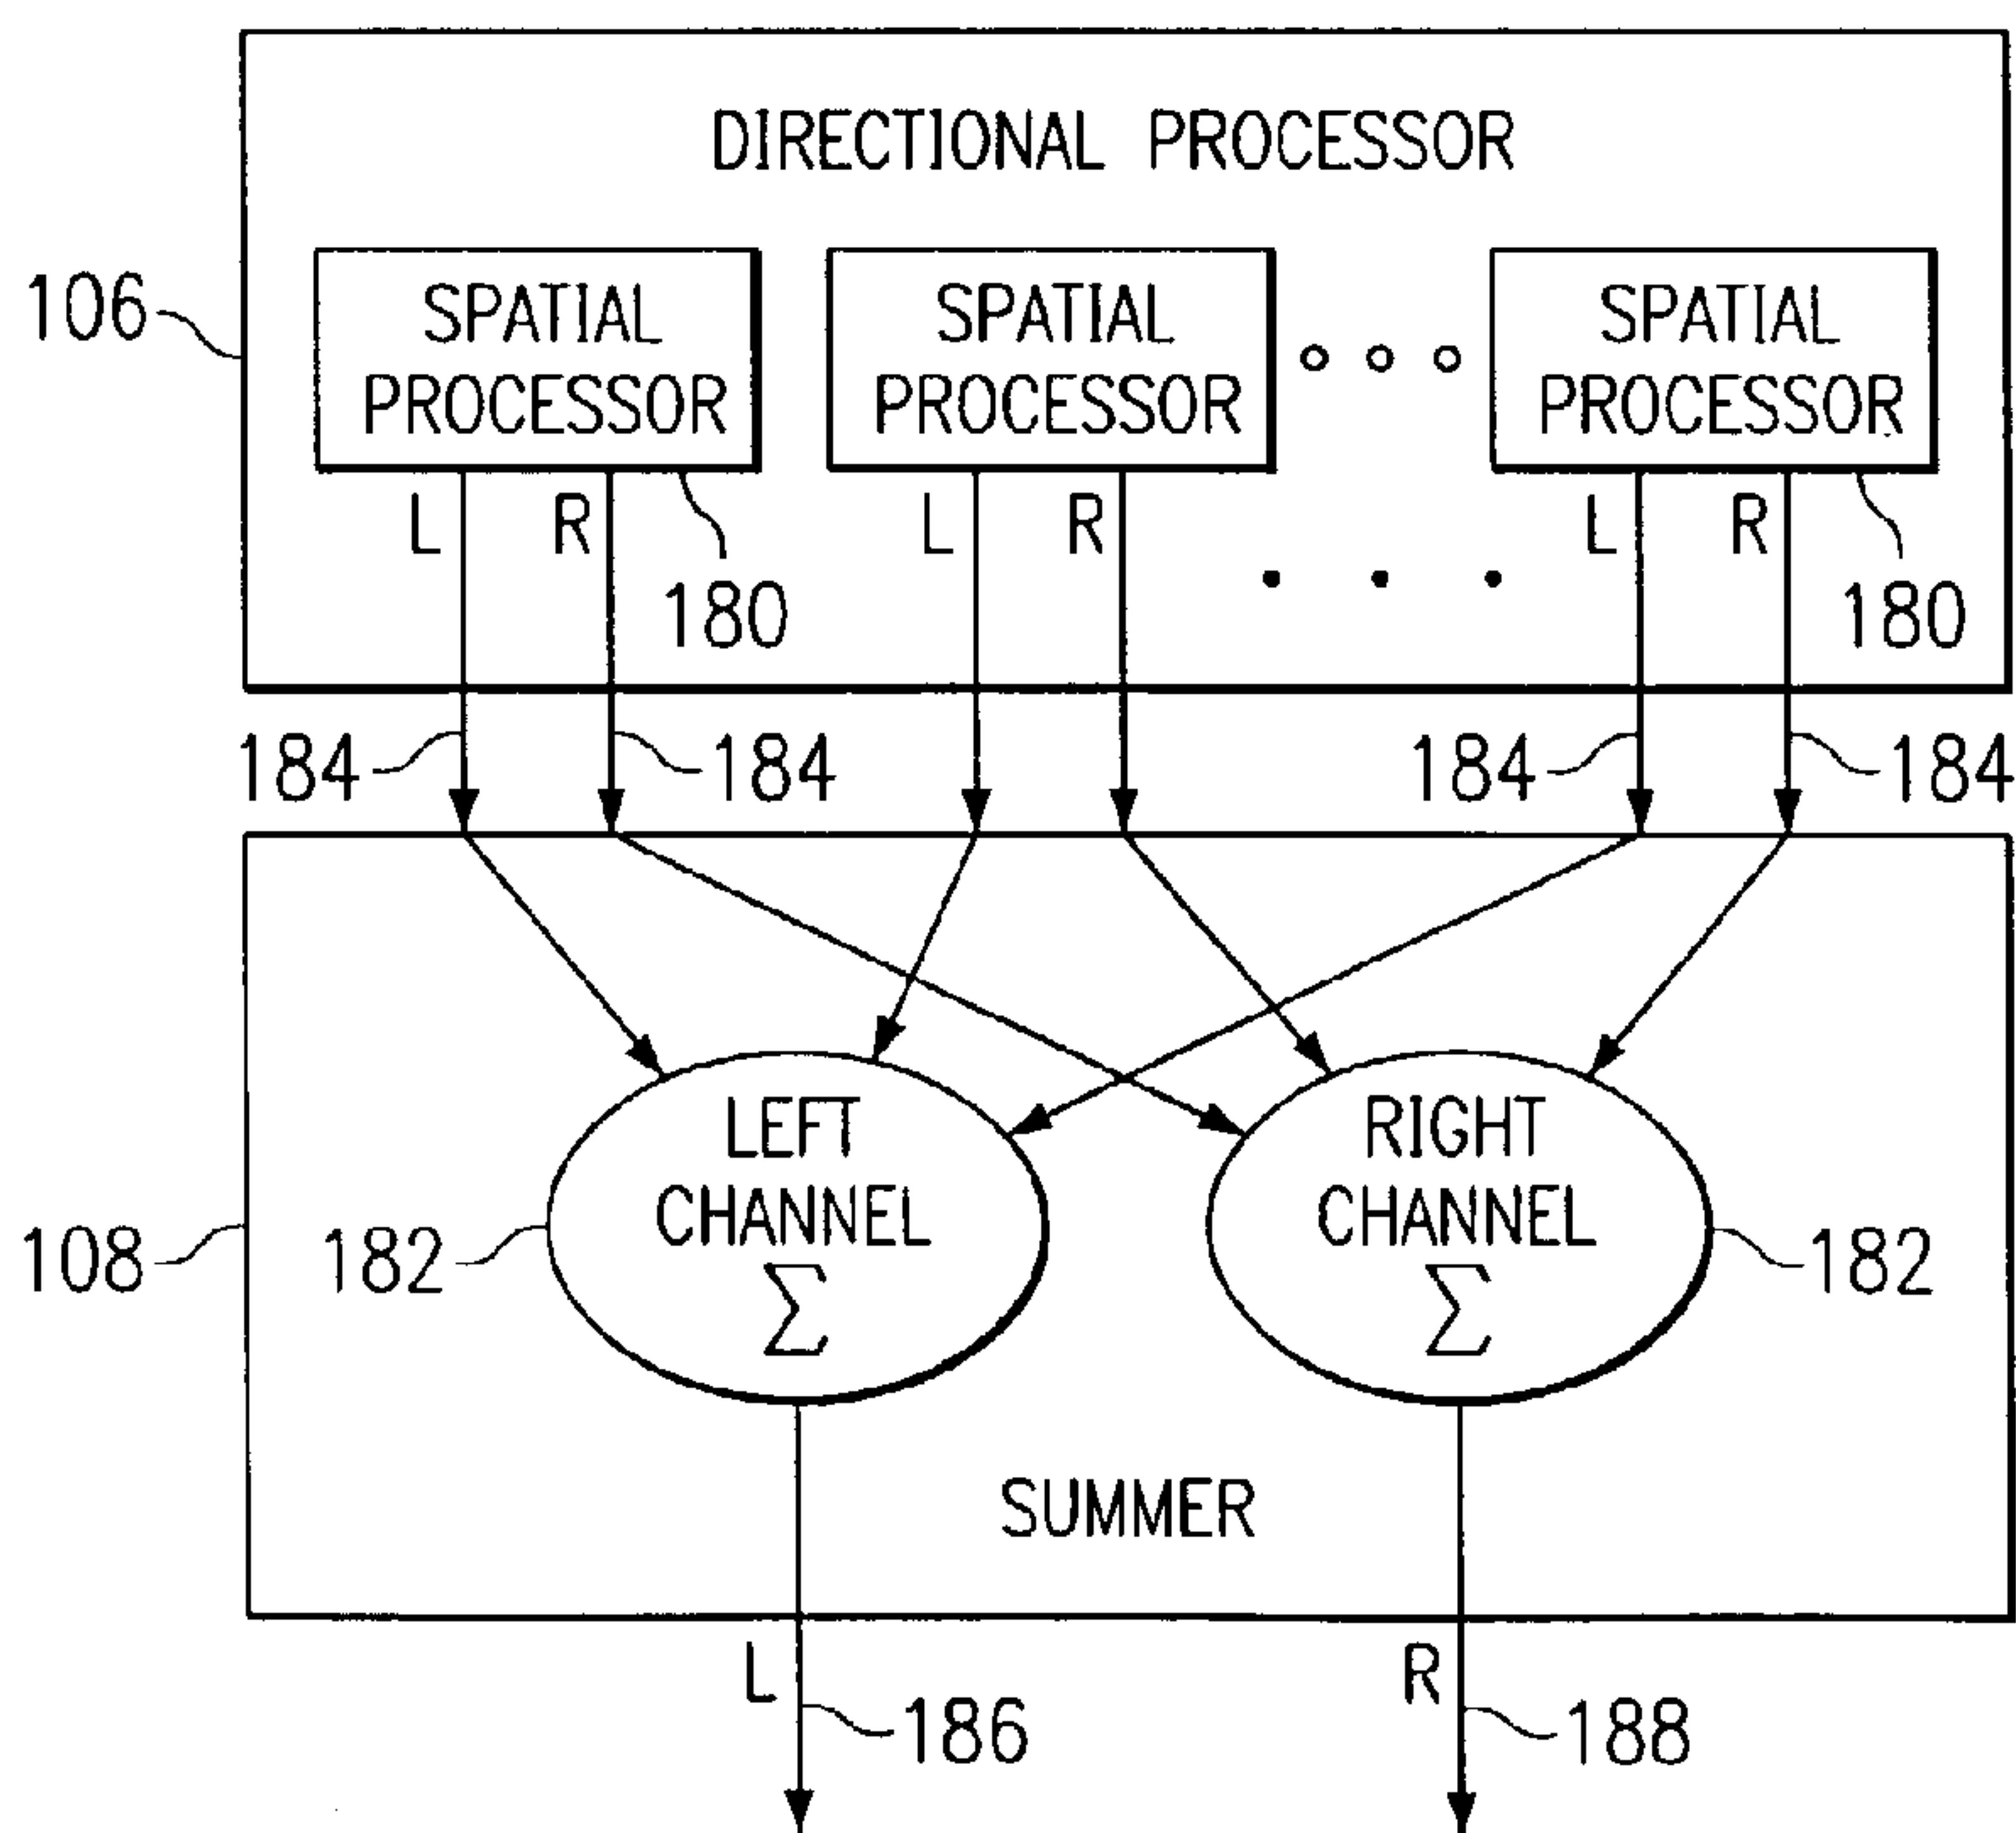 DIRECTIONAL PROCESSOR
106
SPATIAL
PROCESSOR
SPATIAL
PROCESSOR
SPATIAL
PROCESSOR
L R L R L R
180 180
184 184 184 184
LEFT
CHANNEL
Σ
RIGHT
CHANNEL
Σ
108 182 182
SUMMER
L R
186 188